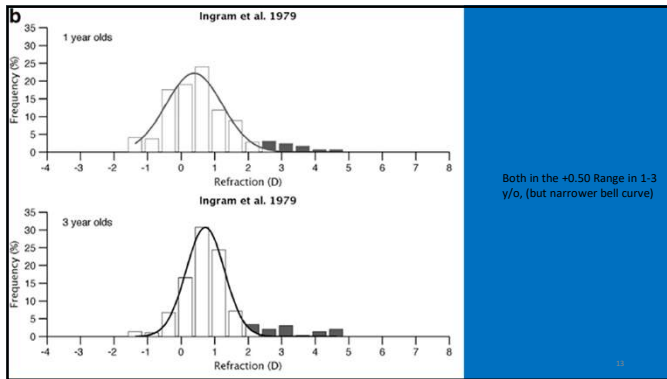 b
Ingram et al. 1979
1 year olds
Frequency (%)
35
30
25
20
15
10
5
0
-4 -3 -2 -1 0 1 2 3 4 5 6 7 8
Refraction (D)
Ingram et al. 1979
3 year olds
Frequency (%)
35
30
25
20
15
10
5
0
-4 -3 -2 -1 0 1 2 3 4 5 6 7 8
Refraction (D)
Both in the +0.50 Range in 1-3
y/o, (but narrower bell curve)
13